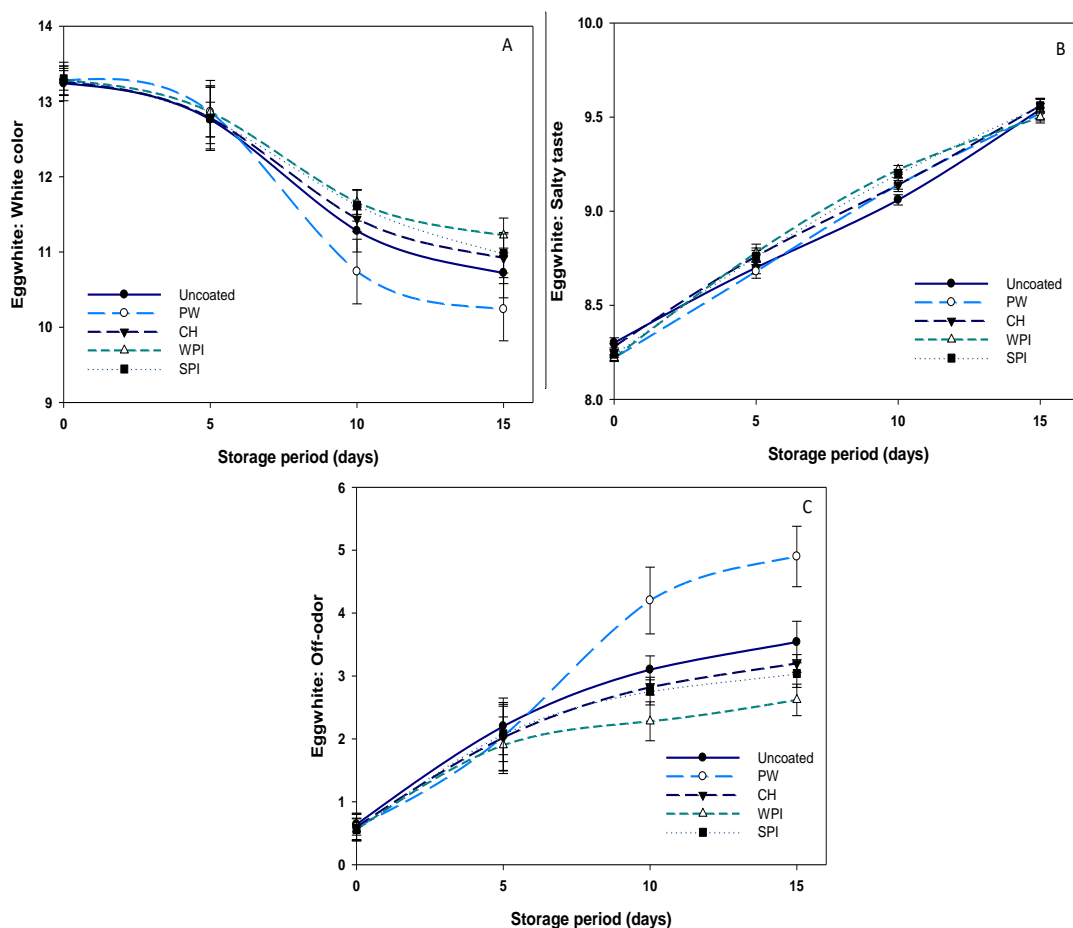 A
Eggwhite: White color
14
13
12
11
10
9
Uncoated
PW
CH
WPI
SPI
0 5 10 15
Storage period (days)
B
Eggwhite: Salty taste
10.0
9.5
9.0
8.5
8.0
Uncoated
PW
CH
WPI
SPI
0 5 10 15
Storage period (days)
C
Eggwhite: Off-odor
6
5
4
3
2
1
0
Uncoated
PW
CH
WPI
SPI
0 5 10 15
Storage period (days)